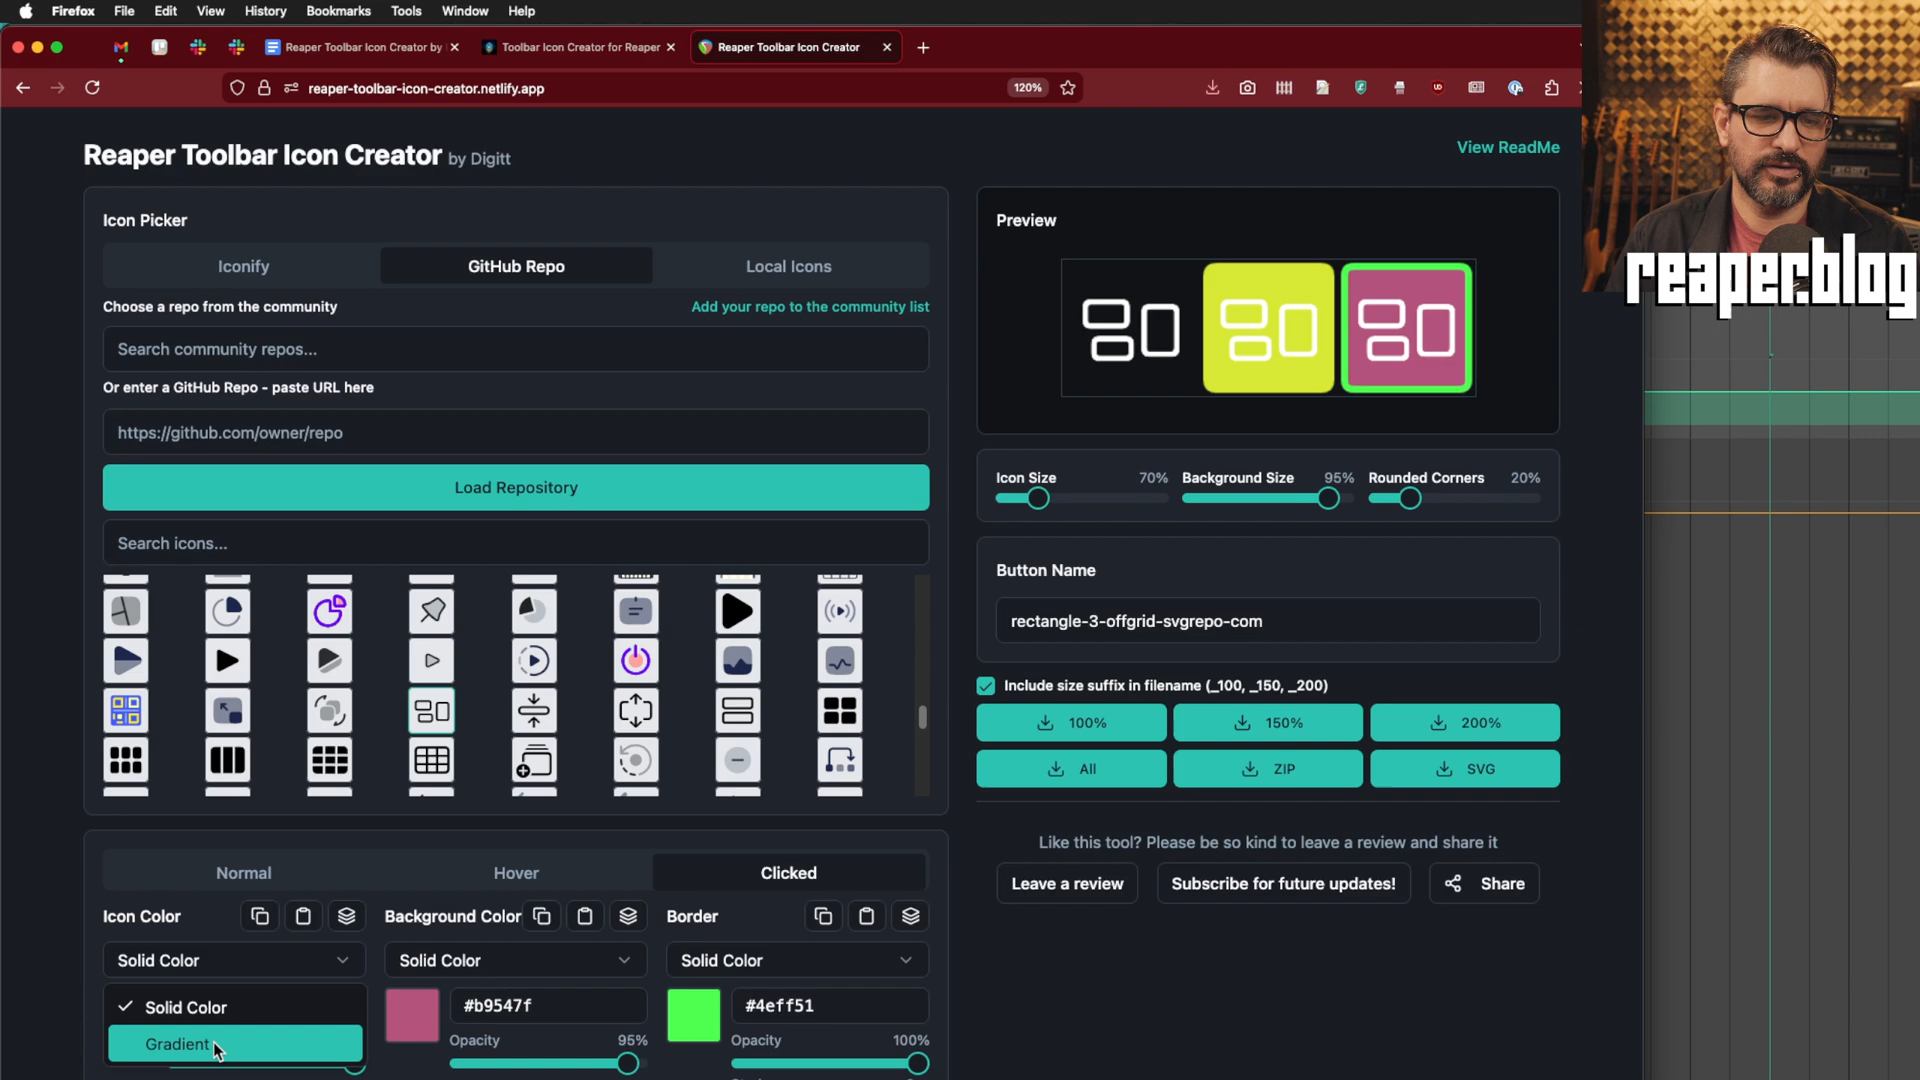 Firefox File Edit View History Bookmarks Tools Window Help
Reaper Toolbar Icon Creator by
Toolbar Icon Creator for Reaper
Reaper Toolbar Icon Creator
reaper-toolbar-icon-creator.netlify.app
120%
Reaper Toolbar Icon Creator by Digitt
View ReadMe
reaper.blog
Icon Picker
Iconify
GitHub Repo
Local Icons
Choose a repo from the community
Add your repo to the community list
Search community repos...
Or enter a GitHub Repo - paste URL here
https://github.com/owner/repo
Load Repository
Search icons...
Preview
Icon Size 70%
Background Size 95%
Rounded Corners 20%
Button Name
rectangle-3-offgrid-svgrepo-com
Include size suffix in filename (_100, _150, _200)
100%
150%
200%
All
ZIP
SVG
Like this tool? Please be so kind to leave a review and share it
Leave a review
Subscribe for future updates!
Share
Normal
Hover
Clicked
Icon Color
Background Color
Border
Solid Color
Solid Color
Solid Color
Solid Color
Gradient
#b9547f
Opacity 95%
#4eff51
Opacity 100%